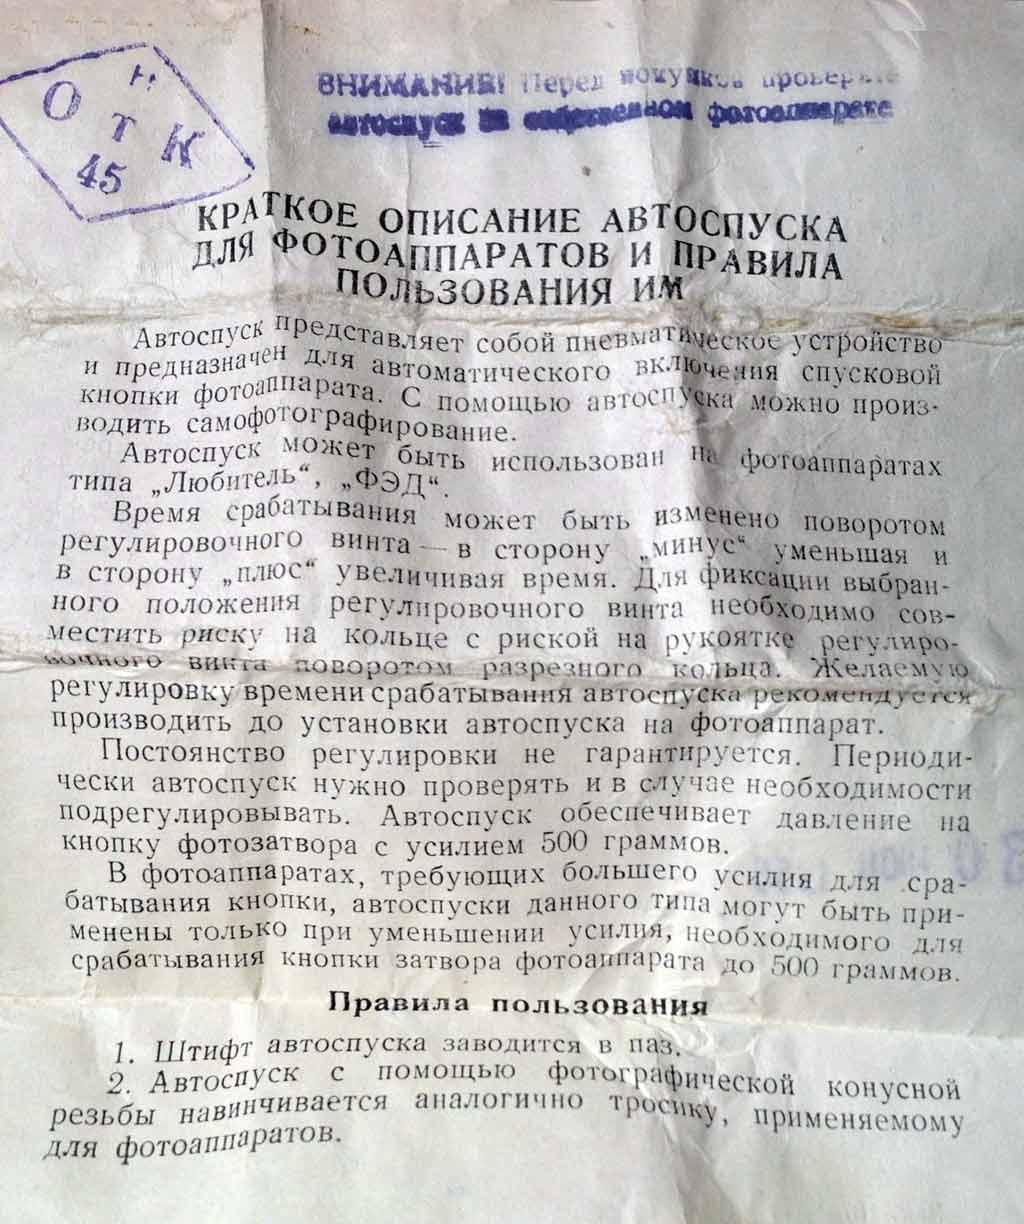 О Т К
45
ВНИМАНИЕ! Перед покупкой проверяйте
автоспуск на собственном фотоаппарате
КРАТКОЕ ОПИСАНИЕ АВТОСПУСКА
ДЛЯ ФОТОАППАРАТОВ И ПРАВИЛА
ПОЛЬЗОВАНИЯ ИМ
Автоспуск представляет собой пневматическое устройство
и предназначен для автоматического включения спусковой
кнопки фотоаппарата. С помощью автоспуска можно произ-
водить самофотографирование.
Автоспуск может быть использован на фотоаппаратах
типа „Любитель“, „ФЭД“.
Время срабатывания может быть изменено поворотом
регулировочного винта — в сторону „минус“ уменьшая и
в сторону „плюс“ увеличивая время. Для фиксации выбран-
ного положения регулировочного винта необходимо сов-
местить риску на кольце с риской на рукоятке регулиро-
вочного винта поворотом разрезного кольца. Желаемую
регулировку времени срабатывания автоспуска рекомендуется
производить до установки автоспуска на фотоаппарат.
Постоянство регулировки не гарантируется. Периоди-
чески автоспуск нужно проверять и в случае необходимости
подрегулировывать. Автоспуск обеспечивает давление на
кнопку фотозатвора с усилием 500 граммов.
В фотоаппаратах, требующих большего усилия для сра-
батывания кнопки, автоспуски данного типа могут быть при-
менены только при уменьшении усилия, необходимого для
срабатывания кнопки затвора фотоаппарата до 500 граммов.
Правила пользования
1. Штифт автоспуска заводится в паз.
2. Автоспуск с помощью фотографической конусной
резьбы навинчивается аналогично тросику, применяемому
для фотоаппаратов.